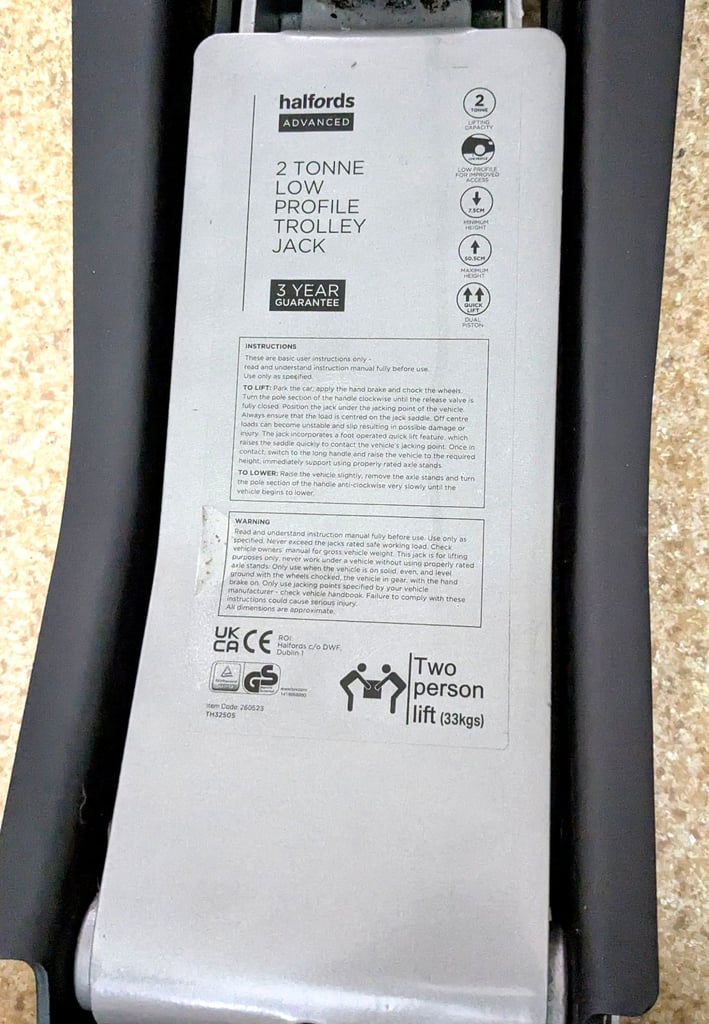 halfords
ADVANCED
2 TONNE
LOW
PROFILE
TROLLEY
JACK
3 YEAR
GUARANTEE
2
TONNE
LIFTING
CAPACITY
LOW PROFILE
LOW PROFILE
FOR IMPROVED
ACCESS
7.5CM
MINIMUM
HEIGHT
50.5CM
MAXIMUM
HEIGHT
QUICK
LIFT
DUAL
PISTON
INSTRUCTIONS
These are basic user instructions only -
read and understand instruction manual fully before use.
Use only as specified.
TO LIFT: Park the car, apply the hand brake and chock the wheels.
Turn the pole section of the handle clockwise until the release valve is
fully closed. Position the jack under the jacking point of the vehicle.
Always ensure that the load is centred on the jack saddle. Off centre
loads can become unstable and slip resulting in possible damage or
injury. The jack incorporates a foot operated quick lift feature, which
raises the saddle quickly to contact the vehicle's jacking point. Once in
contact, switch to the long handle and raise the vehicle to the required
height, immediately support using properly rated axle stands.
TO LOWER: Raise the vehicle slightly, remove the axle stands and turn
the pole section of the handle anti-clockwise very slowly until the
vehicle begins to lower.
WARNING
Read and understand instruction manual fully before use. Use only as
specified. Never exceed the jacks rated safe working load. Check
vehicle owners' manual for gross vehicle weight. This jack is for lifting
purposes only, never work under a vehicle without using properly rated
axle stands. Only use when the vehicle is on solid, even, and level
ground with the wheels chocked, the vehicle in gear, with the hand
brake on. Only use jacking points specified by your vehicle
manufacturer - check vehicle handbook. Failure to comply with these
instructions could cause serious injury.
All dimensions are approximate.
UK
CA CE
ROI:
Halfords c/o DWF,
Dublin 1
GS
Item Code: 260623
TH32505
Two
person
lift (33kgs)